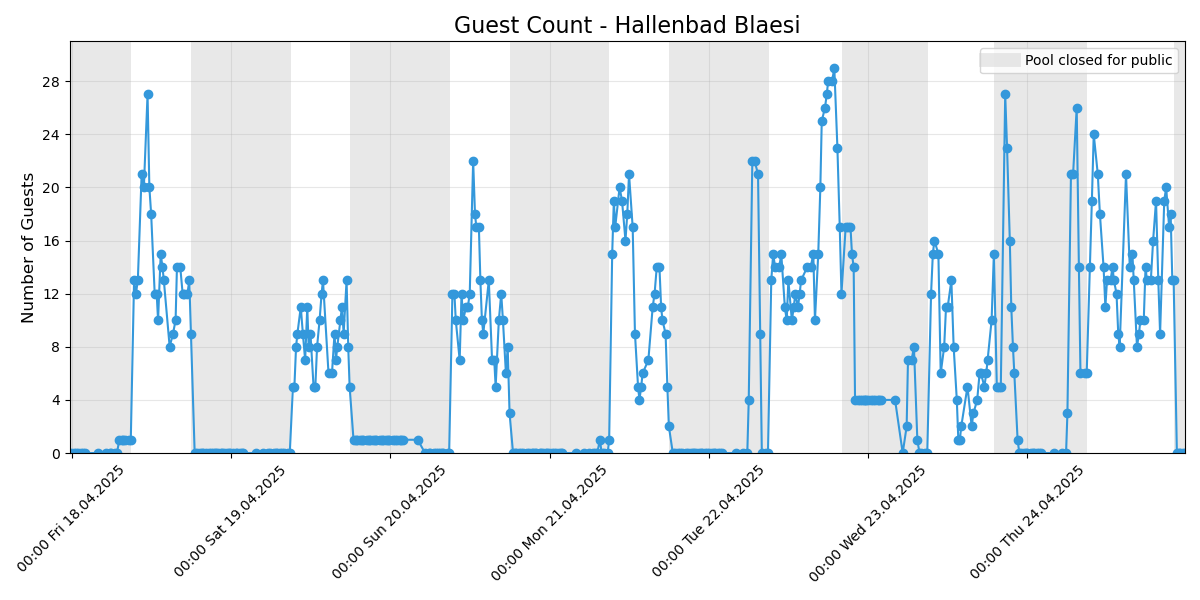 Guest Count - Hallenbad Blaesi
Number of Guests
28
24
20
16
12
8
4
0
Pool closed for public
00:00 Fri 18.04.2025
00:00 Sat 19.04.2025
00:00 Sun 20.04.2025
00:00 Mon 21.04.2025
00:00 Tue 22.04.2025
00:00 Wed 23.04.2025
00:00 Thu 24.04.2025